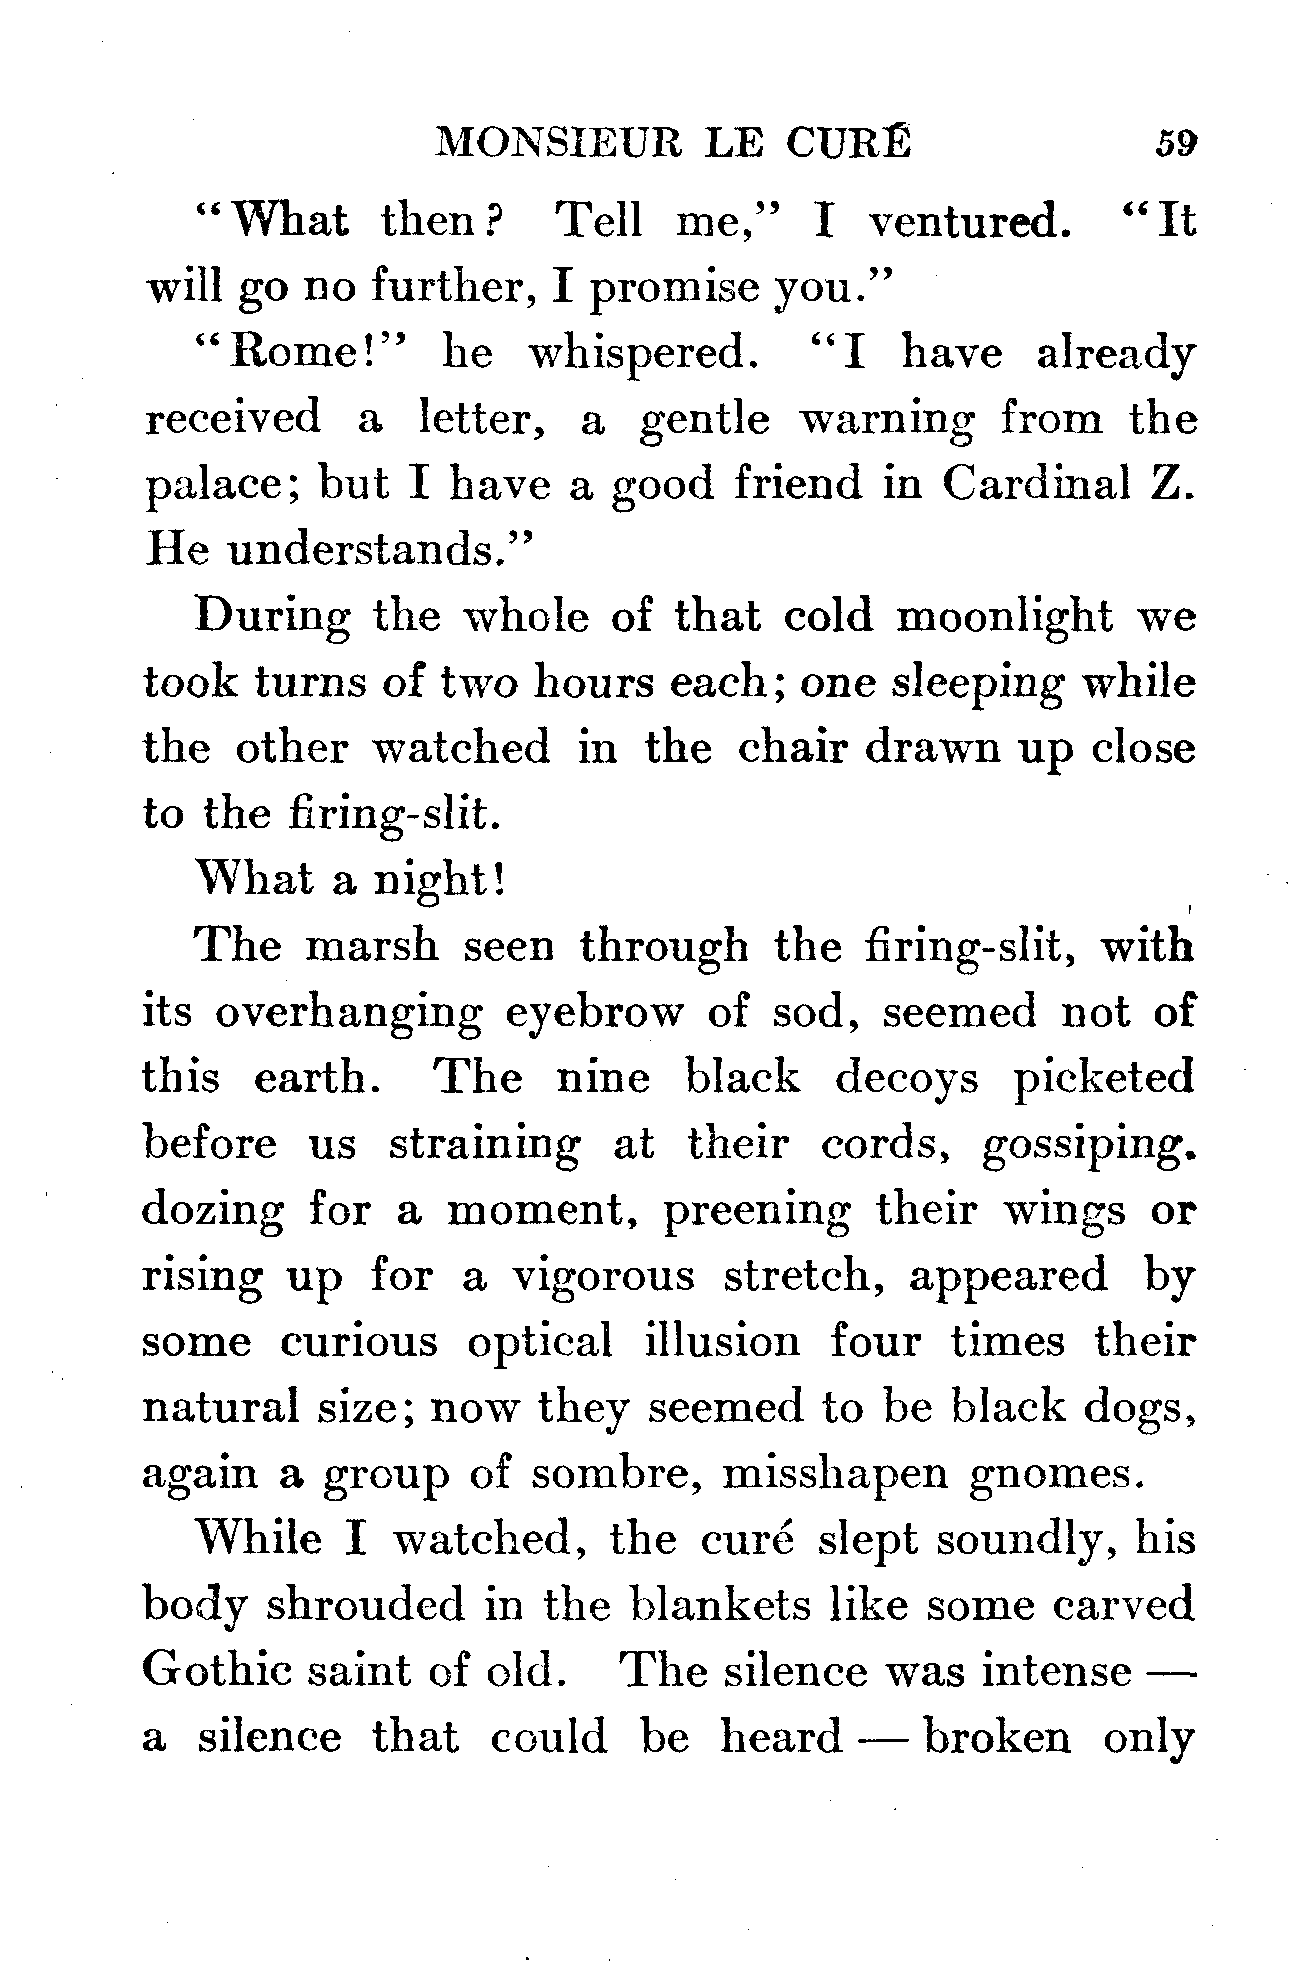 MONSIEUR LE CURÉ 59
“What then? Tell me,” I ventured. “It
will go no further, I promise you.”
“Rome!” he whispered. “I have already
received a letter, a gentle warning from the
palace; but I have a good friend in Cardinal Z.
He understands.”
During the whole of that cold moonlight we
took turns of two hours each; one sleeping while
the other watched in the chair drawn up close
to the firing-slit.
What a night!
The marsh seen through the firing-slit, with
its overhanging eyebrow of sod, seemed not of
this earth. The nine black decoys picketed
before us straining at their cords, gossiping.
dozing for a moment, preening their wings or
rising up for a vigorous stretch, appeared by
some curious optical illusion four times their
natural size; now they seemed to be black dogs,
again a group of sombre, misshapen gnomes.
While I watched, the curé slept soundly, his
body shrouded in the blankets like some carved
Gothic saint of old. The silence was intense —
a silence that could be heard — broken only